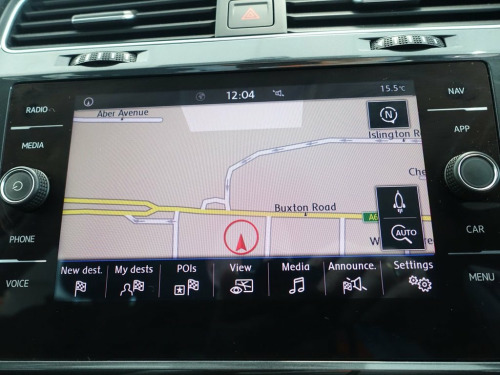 RADIO
MEDIA
PHONE
VOICE
12:04
15.5°C
Aber Avenue
N
Islington
Buxton Road
AUTO
New dest.
My dests
POIs
View
Media
Announce.
Settings
NAV
APP
CAR
MENU